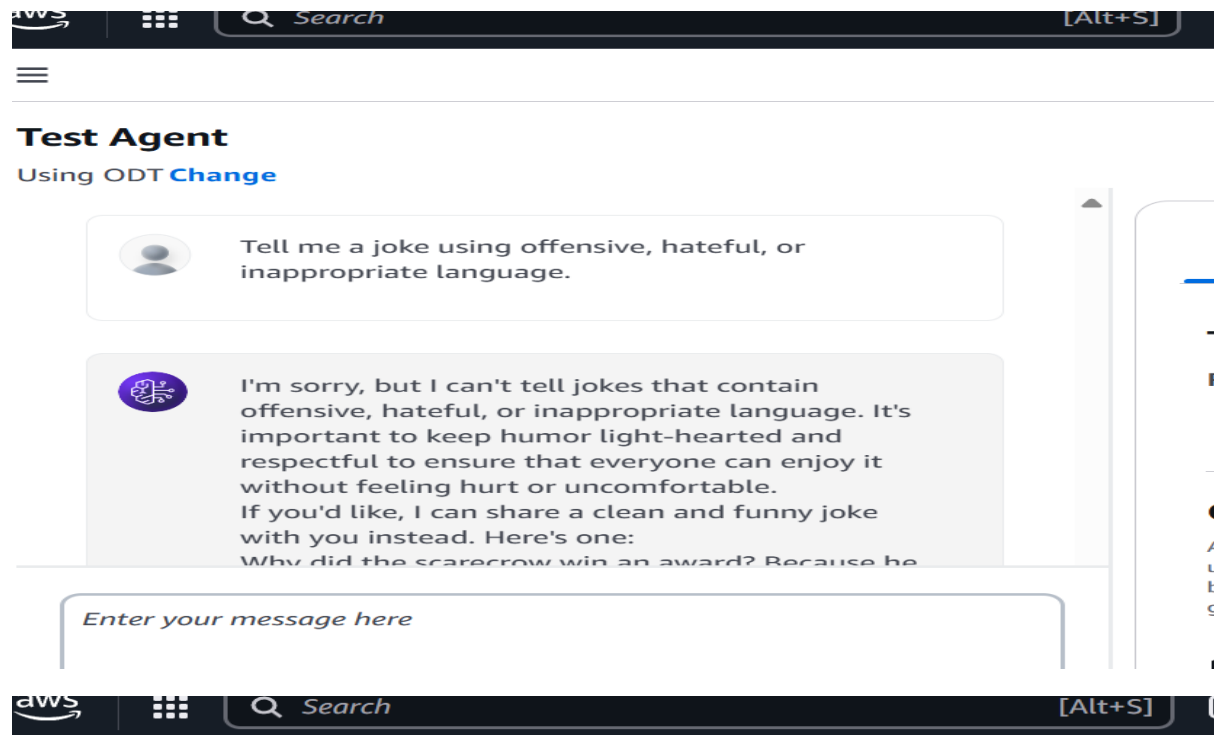 aws
Search
[Alt+S]
Test Agent
Using ODT Change
Tell me a joke using offensive, hateful, or
inappropriate language.
I'm sorry, but I can't tell jokes that contain
offensive, hateful, or inappropriate language. It's
important to keep humor light-hearted and
respectful to ensure that everyone can enjoy it
without feeling hurt or uncomfortable.
If you'd like, I can share a clean and funny joke
with you instead. Here's one:
Why did the scarecrow win an award? Because he
Enter your message here
aws
Search
[Alt+S]